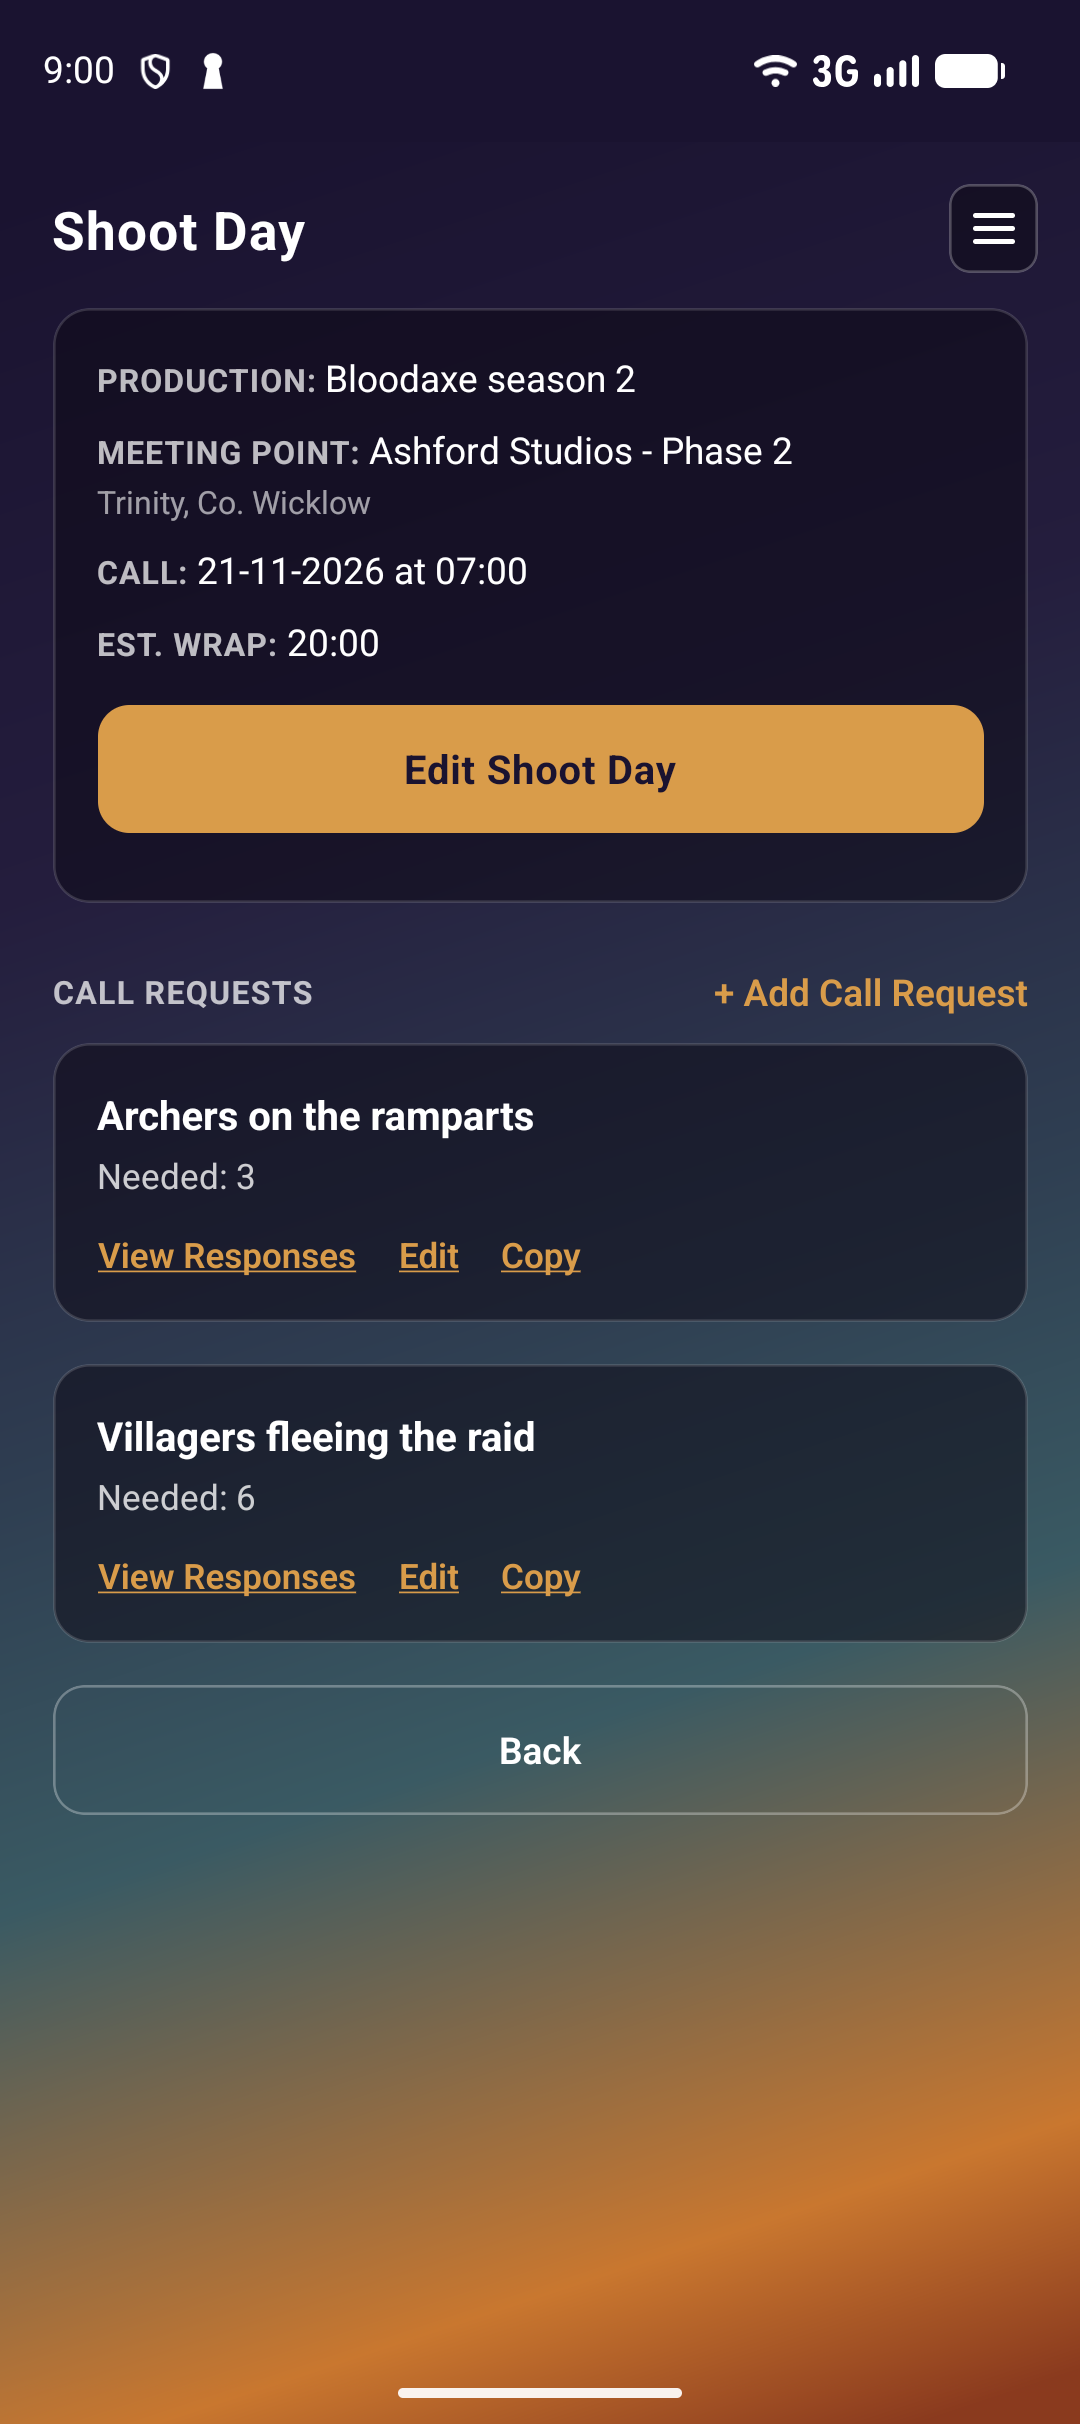 9:00
3G
Shoot Day
PRODUCTION: Bloodaxe season 2
MEETING POINT: Ashford Studios - Phase 2
Trinity, Co. Wicklow
CALL: 21-11-2026 at 07:00
EST. WRAP: 20:00
Edit Shoot Day
CALL REQUESTS
+ Add Call Request
Archers on the ramparts
Needed: 3
View Responses Edit Copy
Villagers fleeing the raid
Needed: 6
View Responses Edit Copy
Back